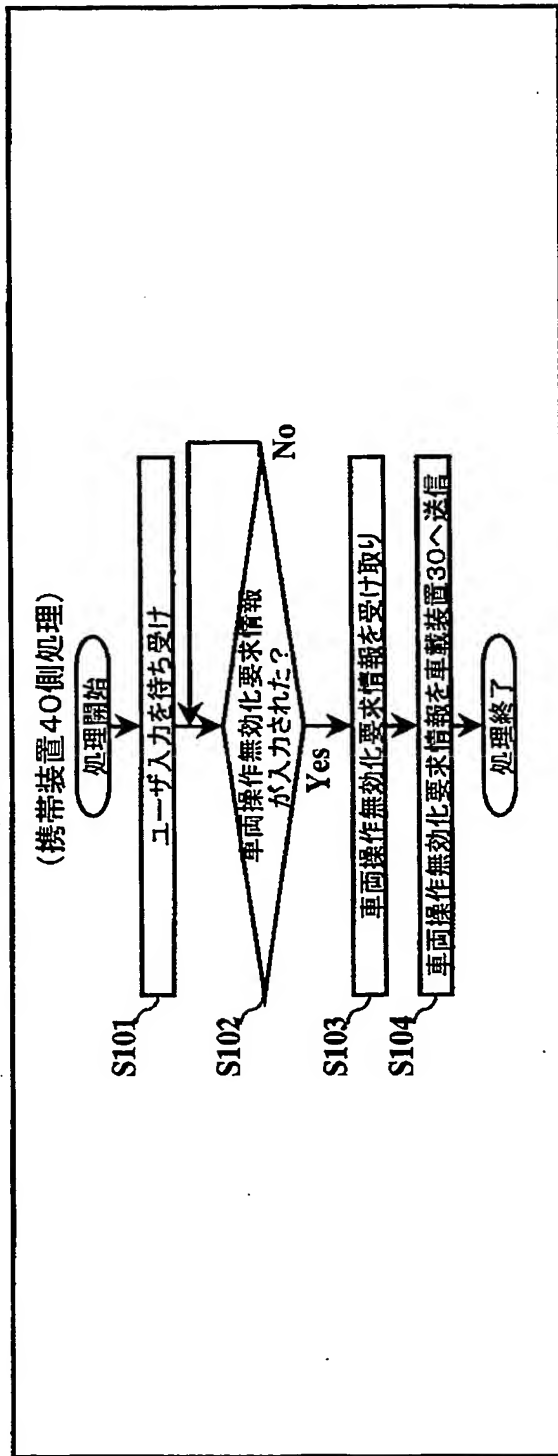 (携帯装置40側処理)
処理開始
S101
ユーザ入力を待ち受け
S102
車両操作無効化要求情報
が入力された?
No
Yes
S103
車両操作無効化要求情報を受け取り
S104
車両操作無効化要求情報を車載装置30へ送信
処理終了